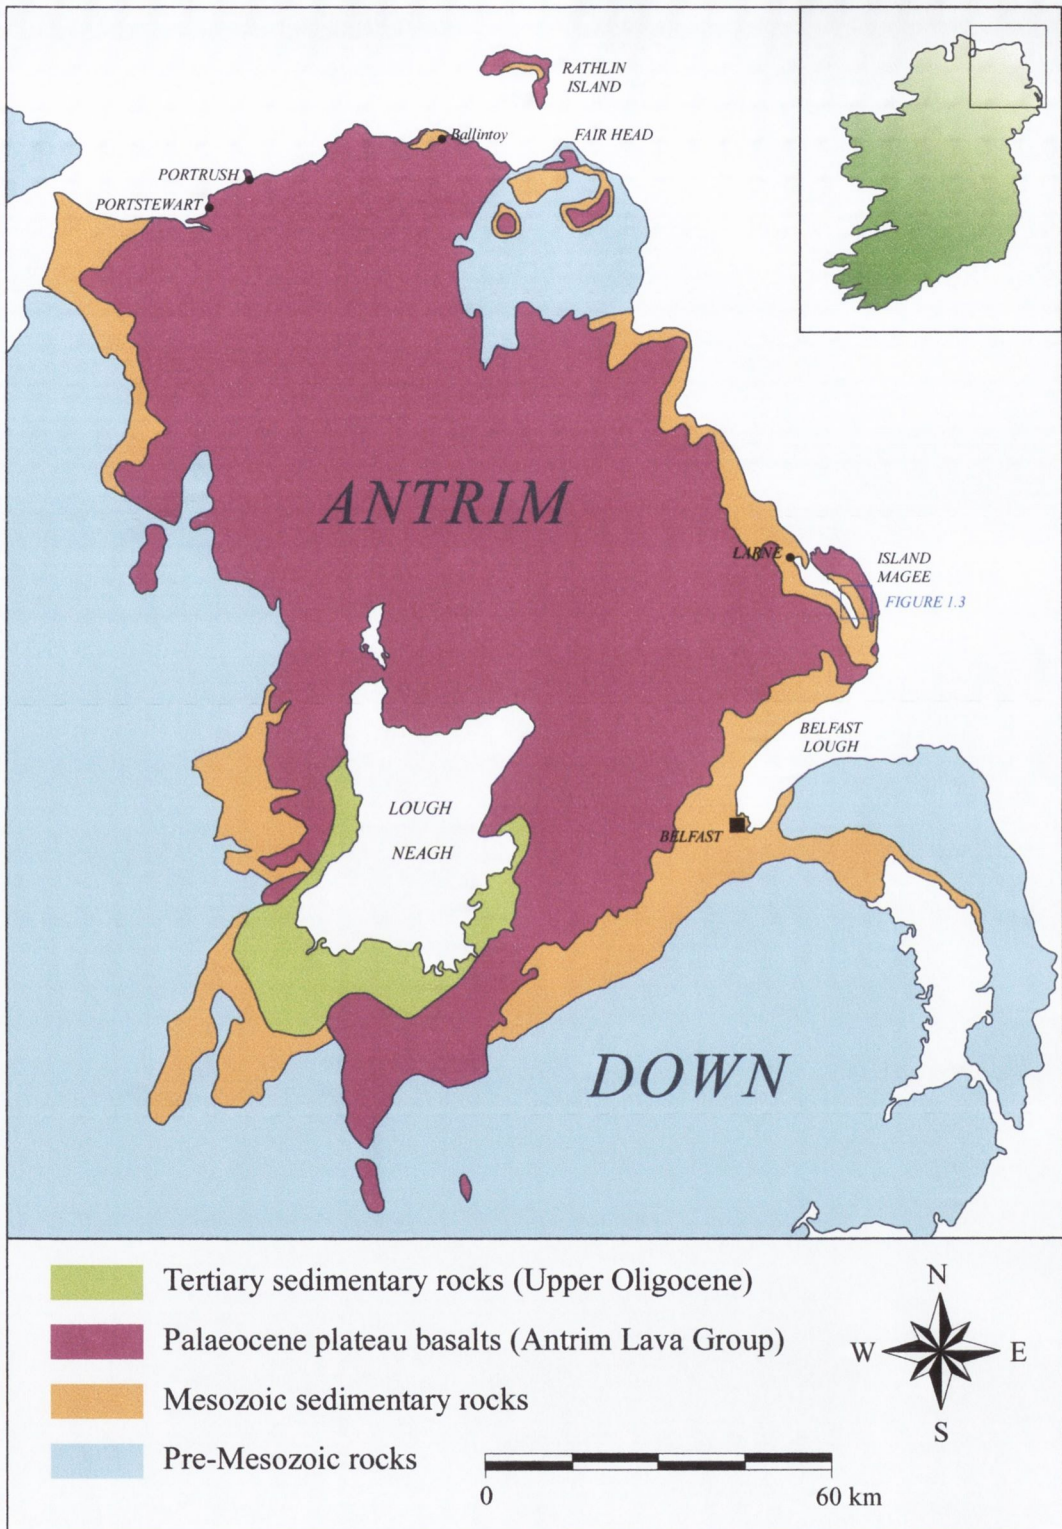 RATHLIN
ISLAND
Ballintoy
FAIR HEAD
PORTRUSH
PORTSTEWART
ANTRIM
LARNE
ISLAND
MAGEE
FIGURE 1.3
BELFAST
LOUGH
LOUGH
NEAGH
BELFAST
DOWN
Tertiary sedimentary rocks (Upper Oligocene)
Palaeocene plateau basalts (Antrim Lava Group)
Mesozoic sedimentary rocks
Pre-Mesozoic rocks
N
W E
S
0 60 km